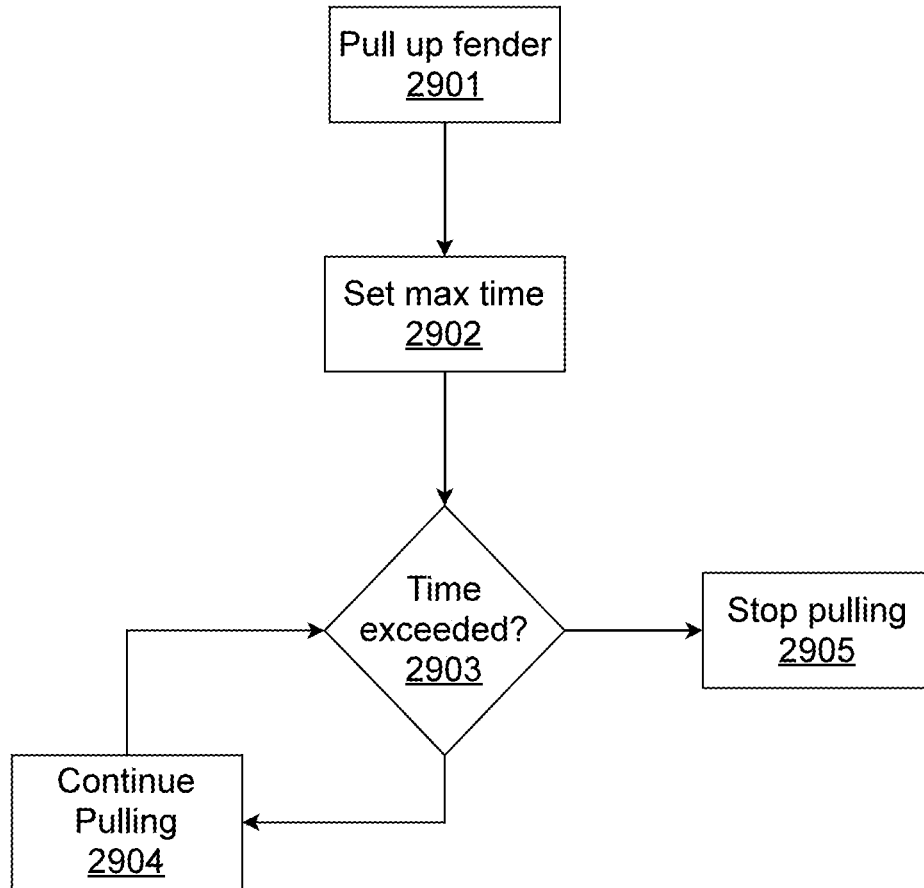 Pull up fender
2901
Set max time
2902
Time
exceeded?
2903
Stop pulling
2905
Continue
Pulling
2904